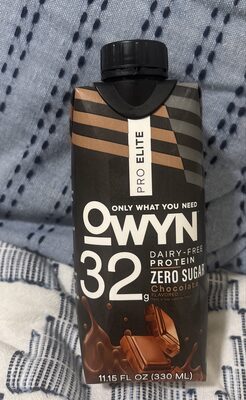 PRO ELITE
ONLY WHAT YOU NEED
OWYN
32g
DAIRY-FREE
PROTEIN
ZERO SUGAR
Chocolate
FLAVORED
11.15 FL OZ (330 ML)